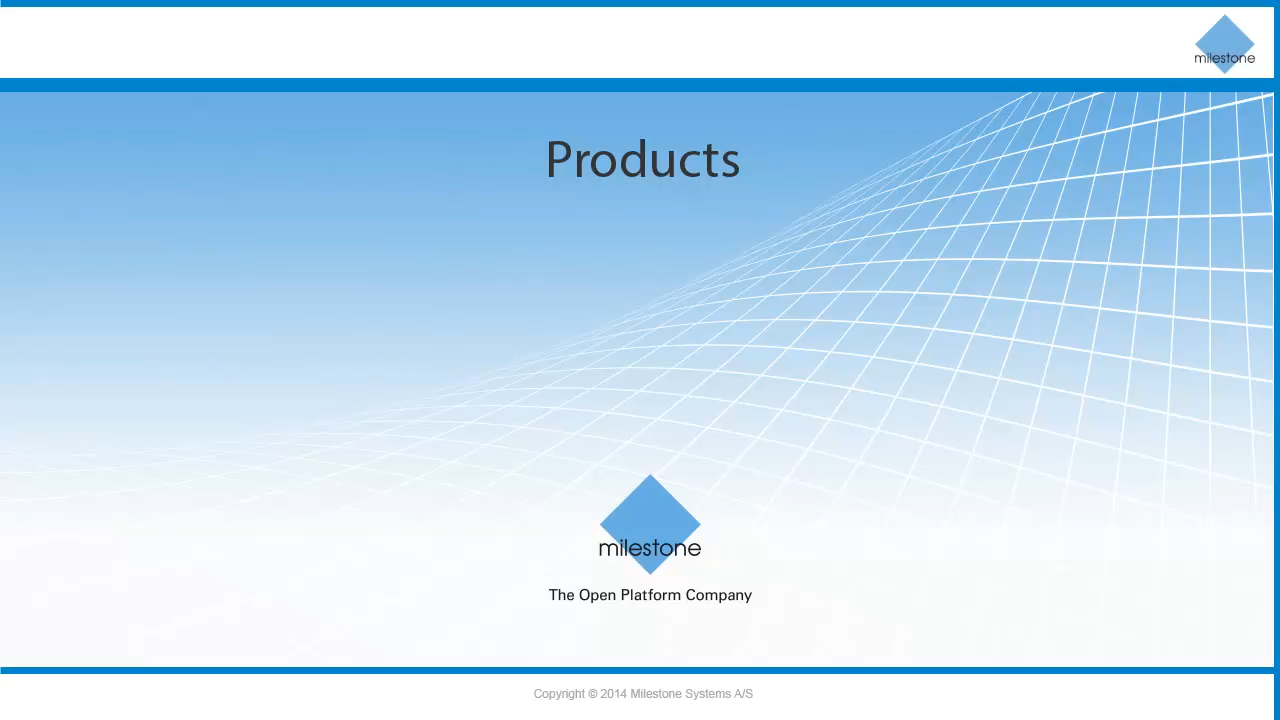 milestone
Products
milestone
The Open Platform Company
Copyright © 2014 Milestone Systems A/S